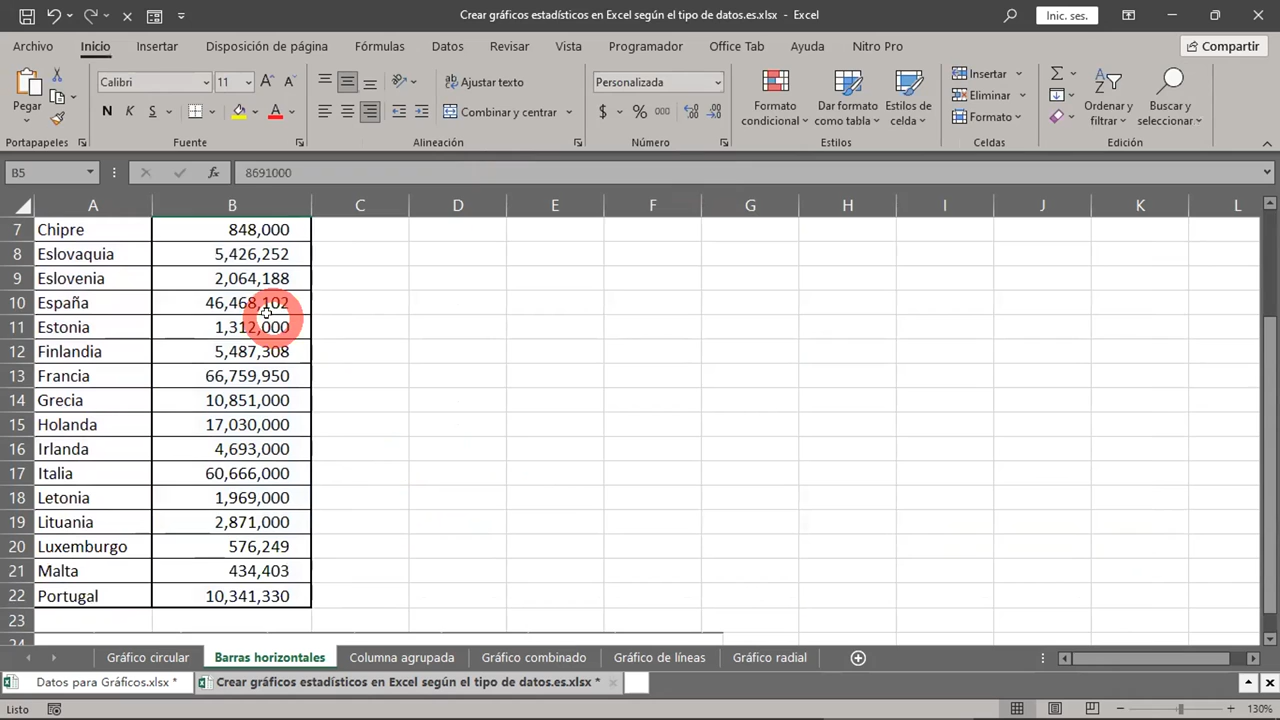 Crear gráficos estadísticos en Excel según el tipo de datos.es.xlsx - Excel
Inic. ses.
Archivo Inicio Insertar Disposición de página Fórmulas Datos Revisar Vista Programador Office Tab Ayuda Nitro Pro Compartir
Pegar
Calibri 11
N K S
Ajustar texto
Combinar y centrar
Personalizada
$ % 000
Formato condicional
Dar formato como tabla
Estilos de celda
Insertar
Eliminar
Formato
Ordenar y filtrar
Buscar y seleccionar
Portapapeles Fuente Alineación Número Estilos Celdas Edición
B5 fx 8691000
A B C D E F G H I J K L
7 Chipre 848,000
8 Eslovaquia 5,426,252
9 Eslovenia 2,064,188
10 España 46,468,102
11 Estonia 1,312,000
12 Finlandia 5,487,308
13 Francia 66,759,950
14 Grecia 10,851,000
15 Holanda 17,030,000
16 Irlanda 4,693,000
17 Italia 60,666,000
18 Letonia 1,969,000
19 Lituania 2,871,000
20 Luxemburgo 576,249
21 Malta 434,403
22 Portugal 10,341,330
23
24
Gráfico circular Barras horizontales Columna agrupada Gráfico combinado Gráfico de líneas Gráfico radial
Datos para Gráficos.xlsx * Crear gráficos estadísticos en Excel según el tipo de datos.es.xlsx *
Listo 130%